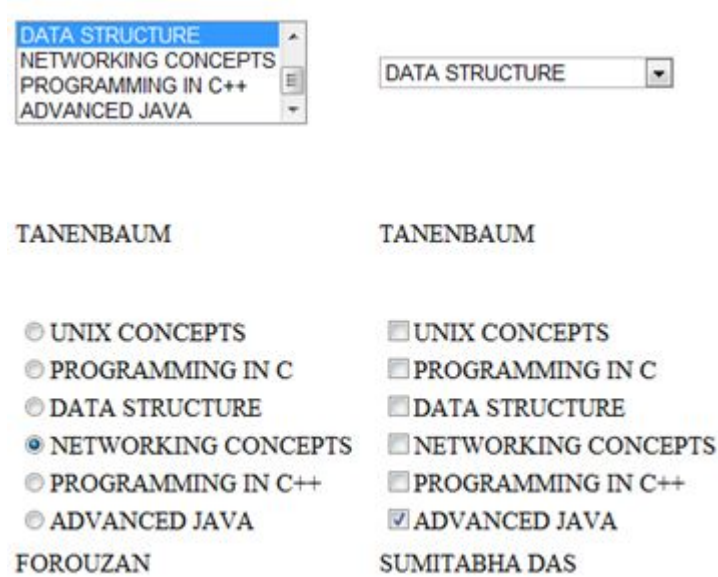 DATA STRUCTURE
NETWORKING CONCEPTS
PROGRAMMING IN C++
ADVANCED JAVA
DATA STRUCTURE
TANENBAUM
TANENBAUM
UNIX CONCEPTS
PROGRAMMING IN C
DATA STRUCTURE
NETWORKING CONCEPTS
PROGRAMMING IN C++
ADVANCED JAVA
FOROUZAN
UNIX CONCEPTS
PROGRAMMING IN C
DATA STRUCTURE
NETWORKING CONCEPTS
PROGRAMMING IN C++
ADVANCED JAVA
SUMITABHA DAS